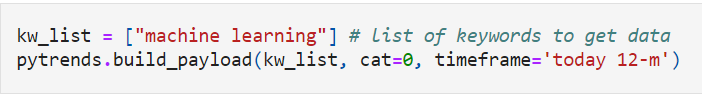 kw_list = ["machine learning"] # list of keywords to get data
pytrends.build_payload(kw_list, cat=0, timeframe='today 12-m')